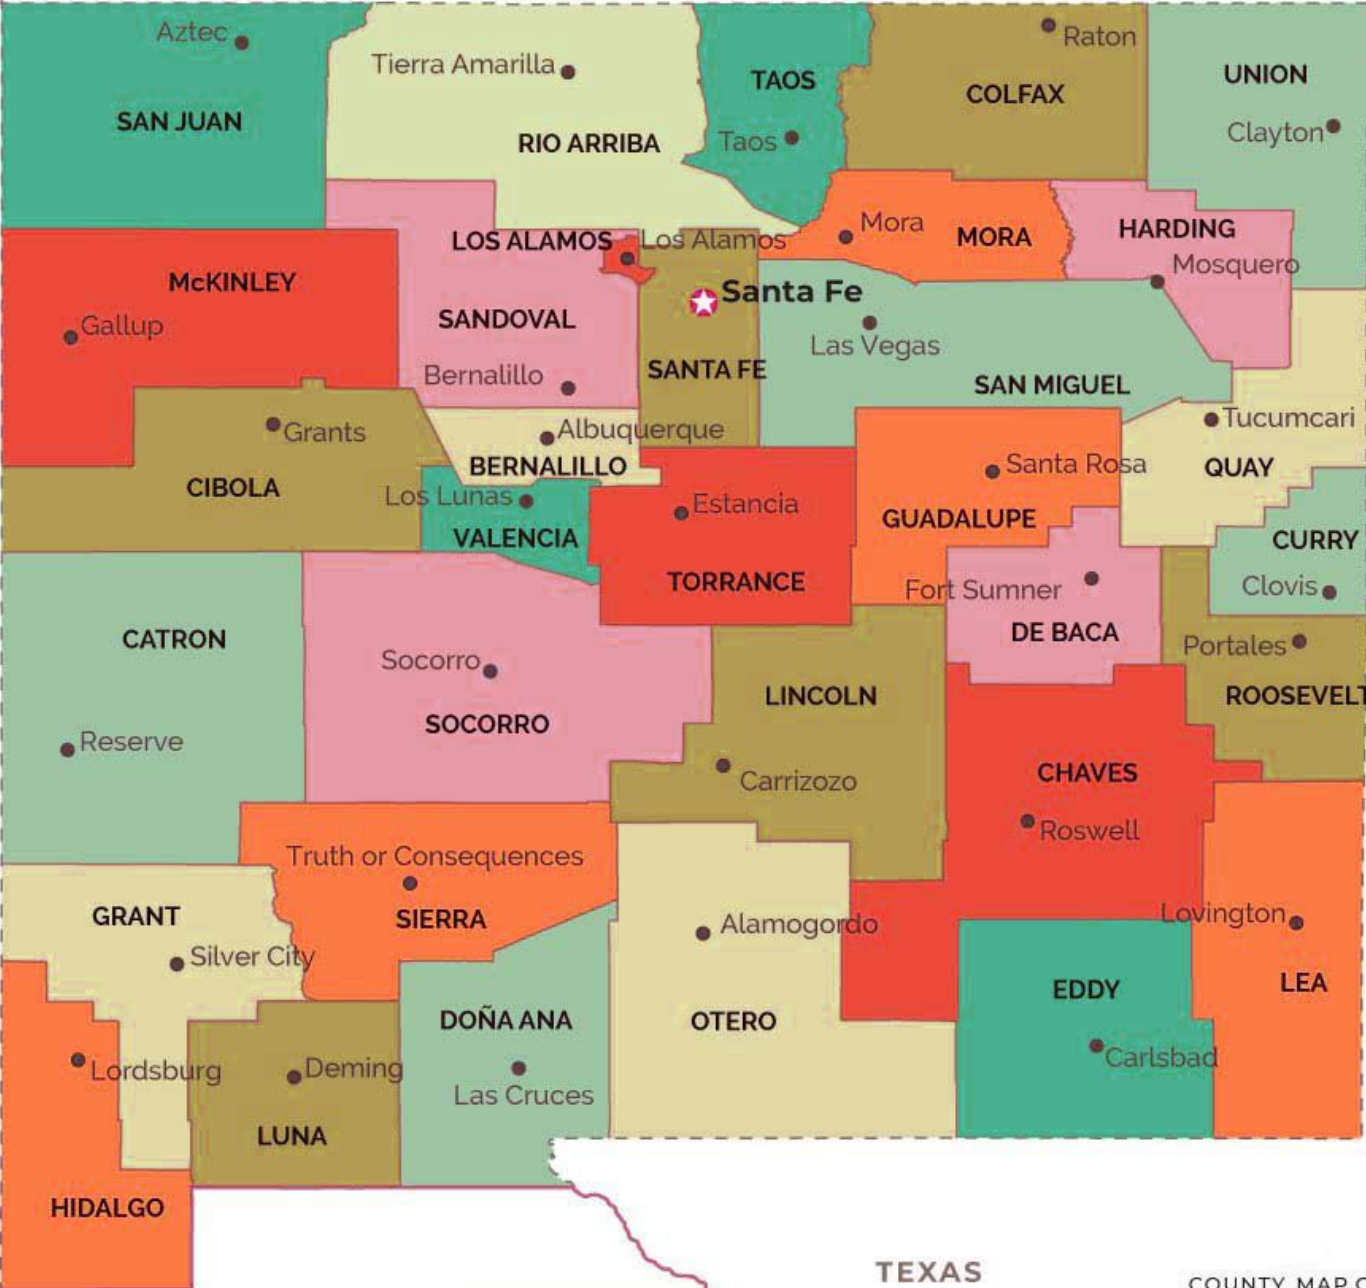 Aztec
Raton
Tierra Amarilla
UNION
TAOS
COLFAX
SAN JUAN
Clayton
RIO ARRIBA
Taos
Mora
MORA
HARDING
LOS ALAMOS
Los Alamos
Mosquero
McKINLEY
Santa Fe
SANDOVAL
Gallup
Las Vegas
SANTA FE
Bernalillo
SAN MIGUEL
Tucumcari
Grants
Albuquerque
BERNALILLO
Santa Rosa
QUAY
CIBOLA
Los Lunas
Estancia
GUADALUPE
VALENCIA
CURRY
TORRANCE
Fort Sumner
Clovis
CATRON
DE BACA
Portales
Socorro
LINCOLN
ROOSEVELT
SOCORRO
Reserve
Carrizozo
CHAVES
Roswell
Truth or Consequences
GRANT
SIERRA
Alamogordo
Lovington
Silver City
LEA
EDDY
DOÑA ANA
OTERO
Lordsburg
Deming
Carlsbad
Las Cruces
LUNA
HIDALGO
TEXAS
COUNTY MAP